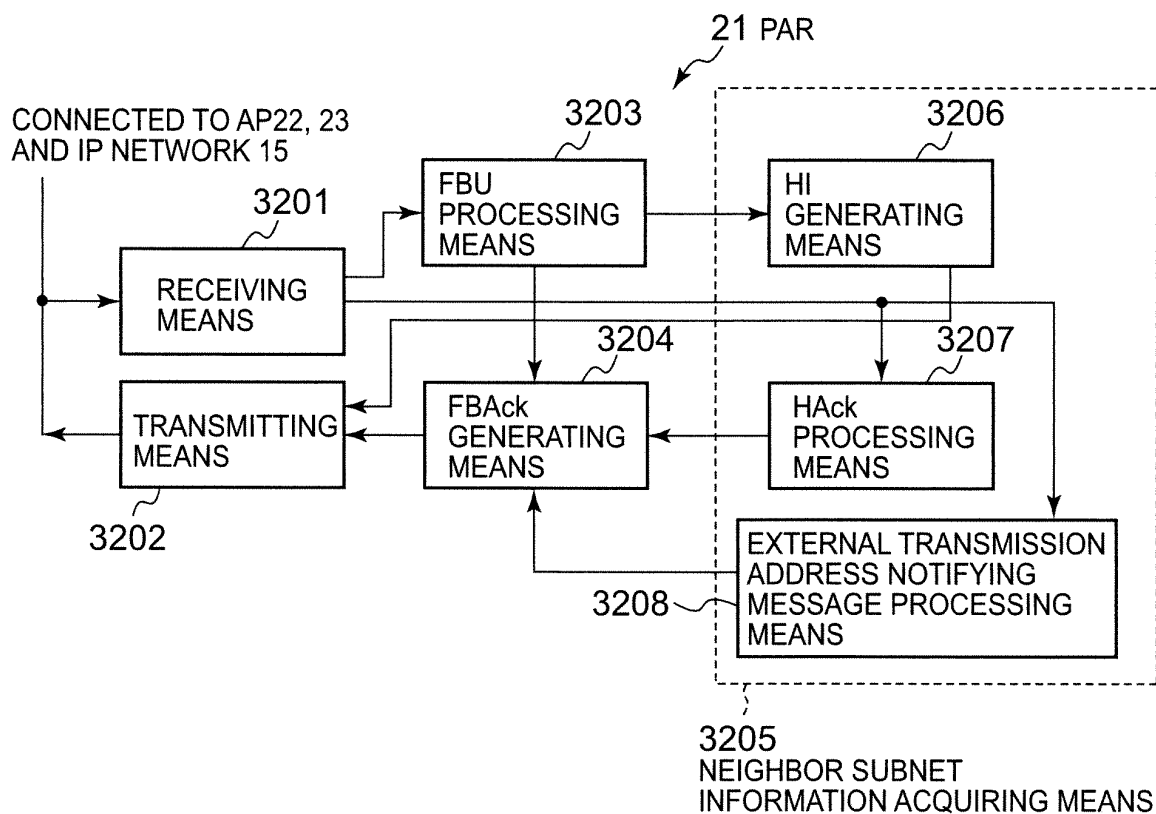 21 PAR
CONNECTED TO AP22, 23
AND IP NETWORK 15
3201
RECEIVING
MEANS
3203
FBU
PROCESSING
MEANS
3206
HI
GENERATING
MEANS
TRANSMITTING
MEANS
3202
3204
FBAck
GENERATING
MEANS
3207
HAck
PROCESSING
MEANS
EXTERNAL TRANSMISSION
ADDRESS NOTIFYING
MESSAGE PROCESSING
MEANS
3208
3205
NEIGHBOR SUBNET
INFORMATION ACQUIRING MEANS